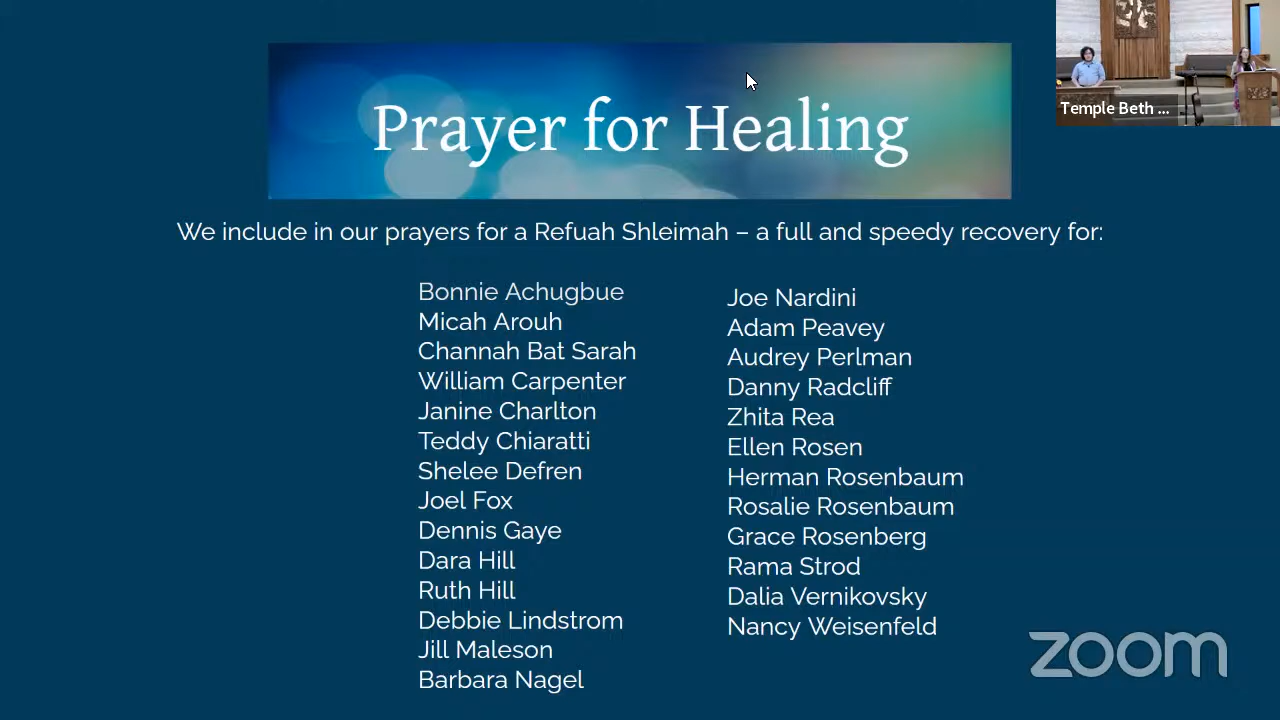 Prayer for Healing
Temple Beth ...
We include in our prayers for a Refuah Shleimah – a full and speedy recovery for:
Bonnie Achugbue
Micah Arouh
Channah Bat Sarah
William Carpenter
Janine Charlton
Teddy Chiaratti
Shelee Defren
Joel Fox
Dennis Gaye
Dara Hill
Ruth Hill
Debbie Lindstrom
Jill Maleson
Barbara Nagel
Joe Nardini
Adam Peavey
Audrey Perlman
Danny Radcliff
Zhita Rea
Ellen Rosen
Herman Rosenbaum
Rosalie Rosenbaum
Grace Rosenberg
Rama Strod
Dalia Vernikovsky
Nancy Weisenfeld
zoom